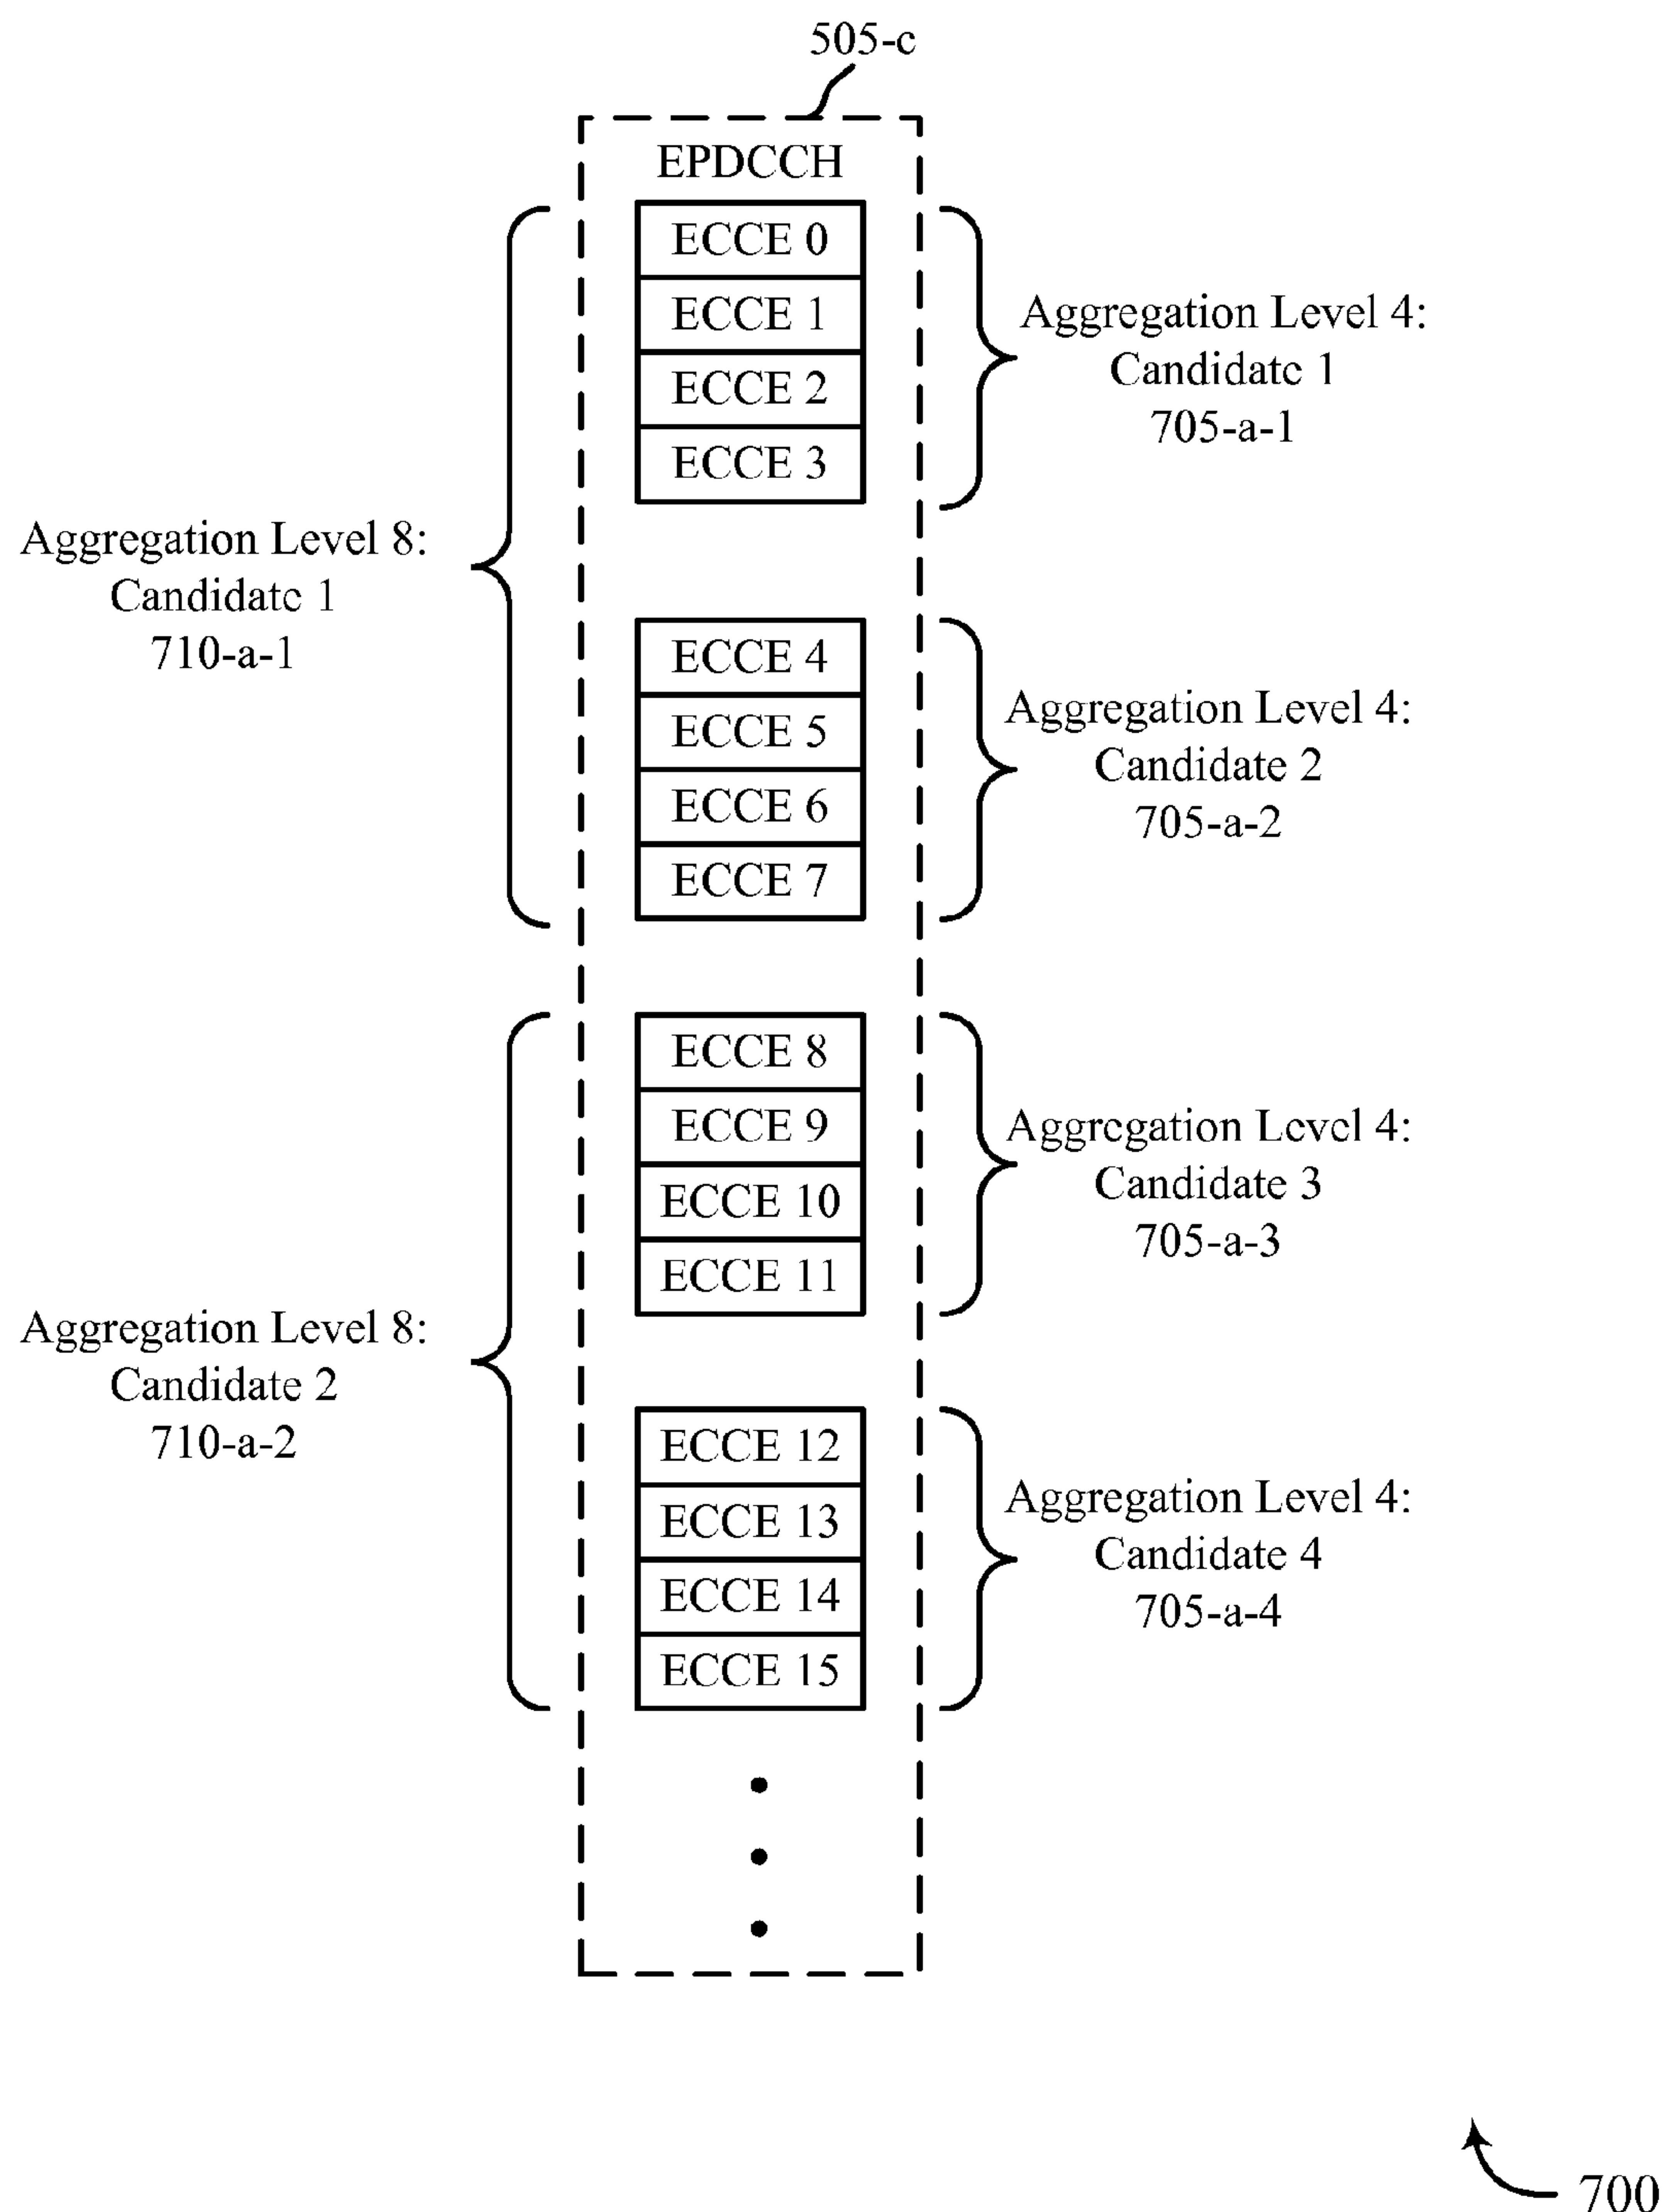 505-c
EPDCCH
ECCE 0
ECCE 1
ECCE 2
ECCE 3
Aggregation Level 4:
Candidate 1
705-a-1
Aggregation Level 8:
Candidate 1
710-a-1
ECCE 4
ECCE 5
ECCE 6
ECCE 7
Aggregation Level 4:
Candidate 2
705-a-2
ECCE 8
ECCE 9
ECCE 10
ECCE 11
Aggregation Level 4:
Candidate 3
705-a-3
Aggregation Level 8:
Candidate 2
710-a-2
ECCE 12
ECCE 13
ECCE 14
ECCE 15
Aggregation Level 4:
Candidate 4
705-a-4
700